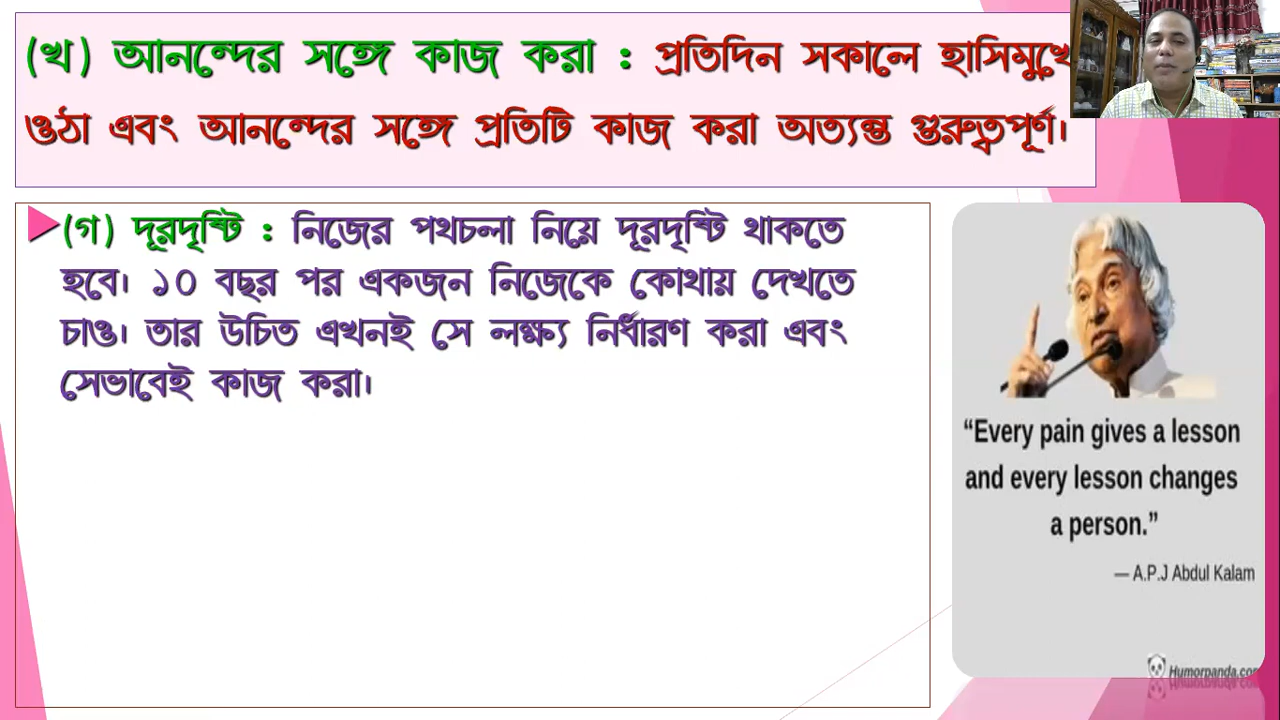 (খ) আনন্দের সঙ্গে কাজ করা : প্রতিদিন সকালে হাসিমুখে
ওঠা এবং আনন্দের সঙ্গে প্রতিটি কাজ করা অত্যন্ত গুরুত্বপূর্ণ।
(গ) দূরদৃষ্টি : নিজের পথচলা নিয়ে দূরদৃষ্টি থাকতে
হবে। ১০ বছর পর একজন নিজেকে কোথায় দেখতে
চাও। তার উচিত এখনই সে লক্ষ্য নির্ধারণ করা এবং
সেভাবেই কাজ করা।
“Every pain gives a lesson
and every lesson changes
a person.”
— A.P.J Abdul Kalam
Humorpanda.com